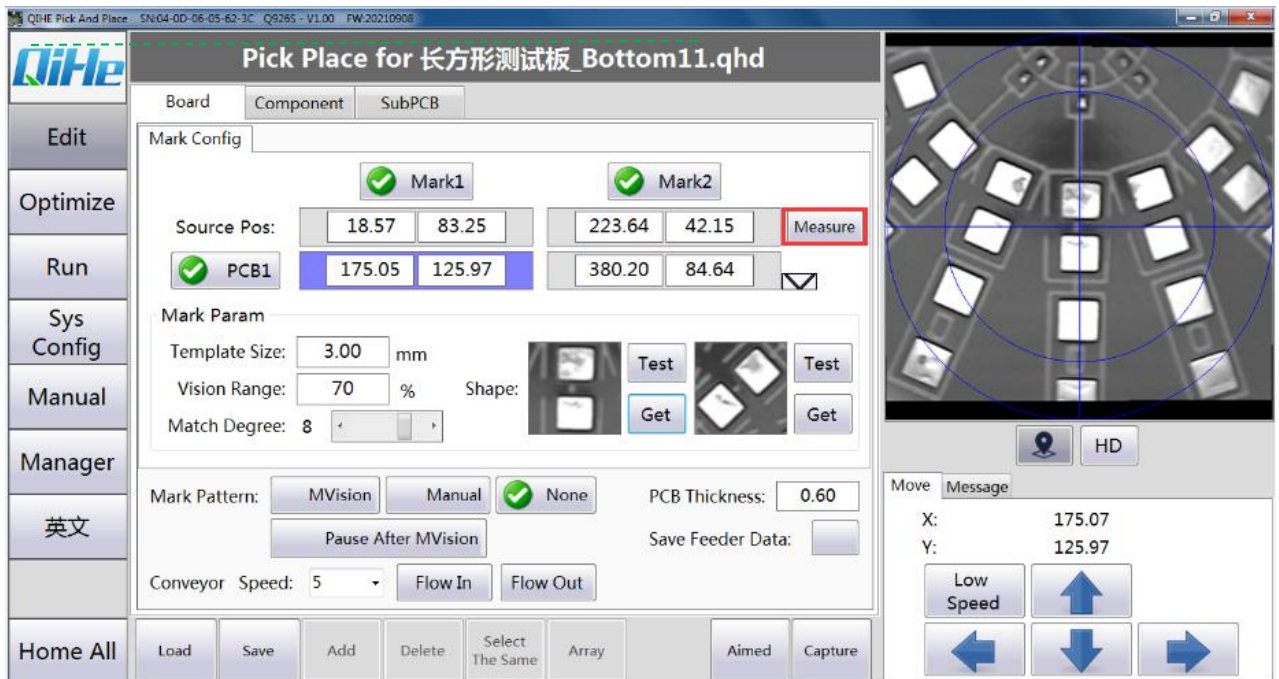 QIHE Pick And Place SN:04-0D-06-05-62-3C Q926S - V1.00 FW:20210908
QiHe
Pick Place for 长方形测试板_Bottom11.qhd
Edit
Optimize
Run
Sys
Config
Manual
Manager
英文
Home All
Board Component SubPCB
Mark Config
Mark1 Mark2
Source Pos: 18.57 83.25 223.64 42.15 Measure
PCB1 175.05 125.97 380.20 84.64
Mark Param
Template Size: 3.00 mm
Vision Range: 70 %
Match Degree: 8
Shape: Test Test
Get Get
Mark Pattern: MVision Manual None PCB Thickness: 0.60
Pause After MVision Save Feeder Data:
Conveyor Speed: 5 Flow In Flow Out
Load Save Add Delete Select
The Same Array Aimed Capture
HD
Move Message
X: 175.07
Y: 125.97
Low
Speed